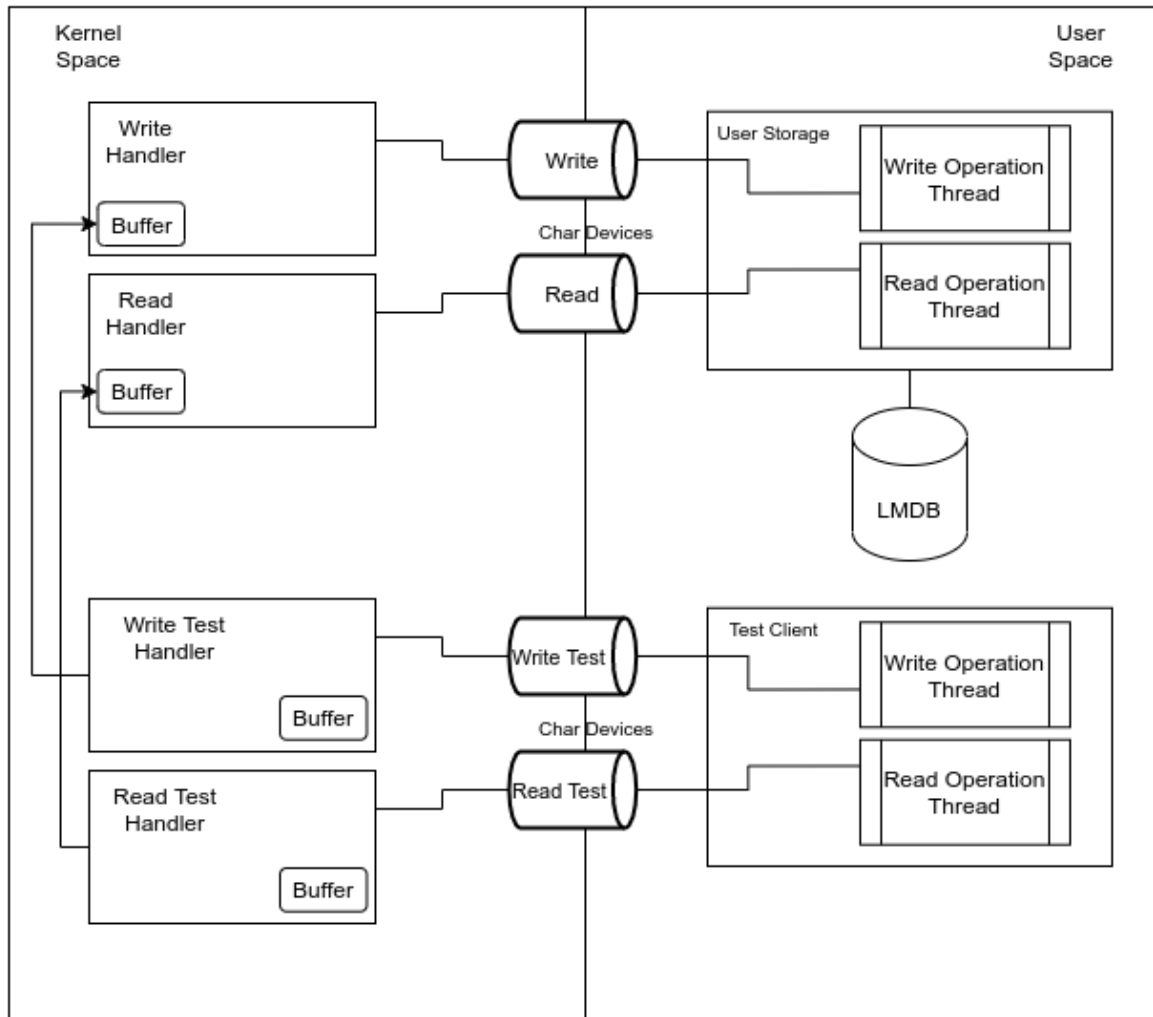 Kernel
Space
User
Space
Write
Handler
Buffer
Write
User Storage
Write Operation
Thread
Char Devices
Read
Handler
Buffer
Read
Read Operation
Thread
LMDB
Write Test
Handler
Buffer
Write Test
Test Client
Write Operation
Thread
Char Devices
Read Test
Handler
Buffer
Read Test
Read Operation
Thread